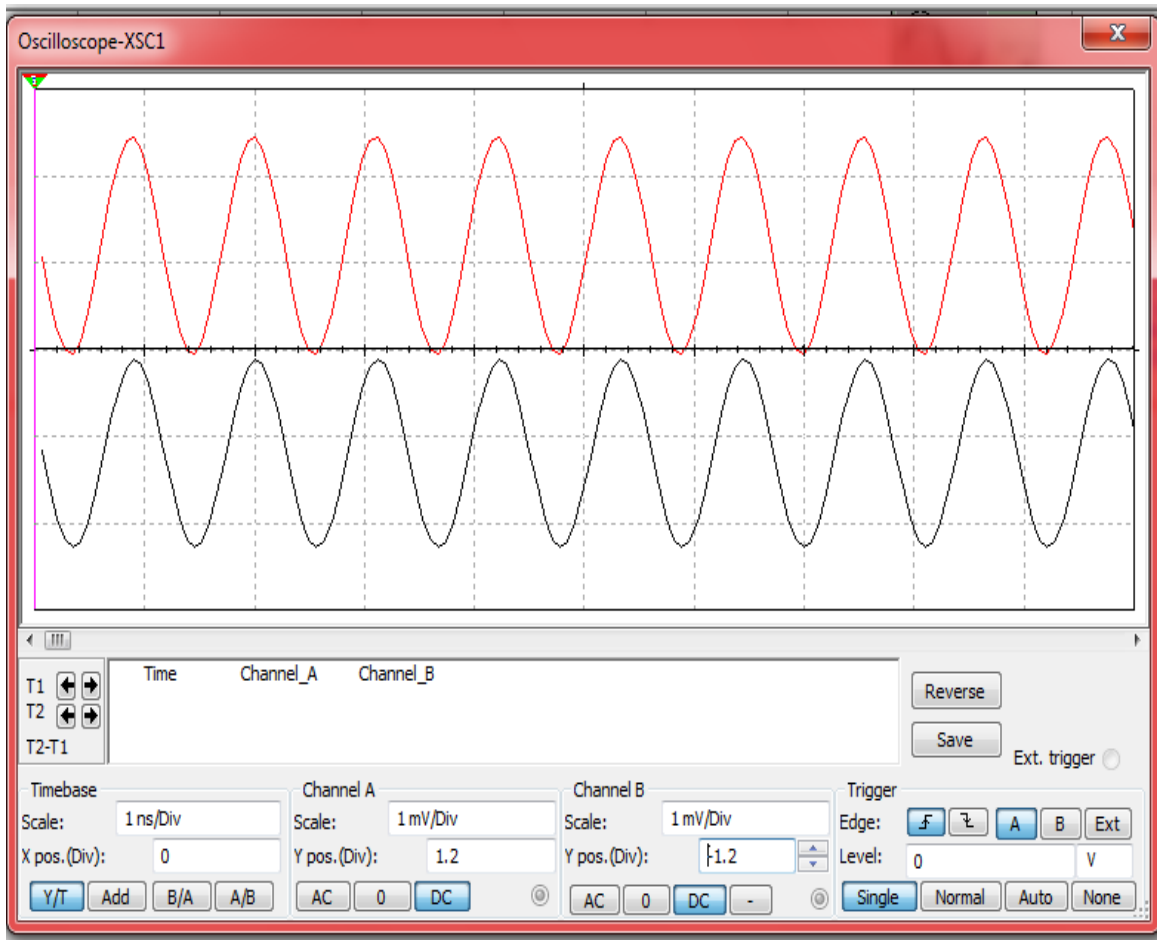 Oscilloscope-XSC1
X
Time Channel_A Channel_B
T1
T2
T2-T1
Reverse
Save
Ext. trigger
Timebase
Scale: 1 ns/Div
X pos.(Div): 0
Y/T Add B/A A/B
Channel A
Scale: 1 mV/Div
Y pos.(Div): 1.2
AC 0 DC
Channel B
Scale: 1 mV/Div
Y pos.(Div): -1.2
AC 0 DC -
Trigger
Edge: A B Ext
Level: 0 V
Single Normal Auto None